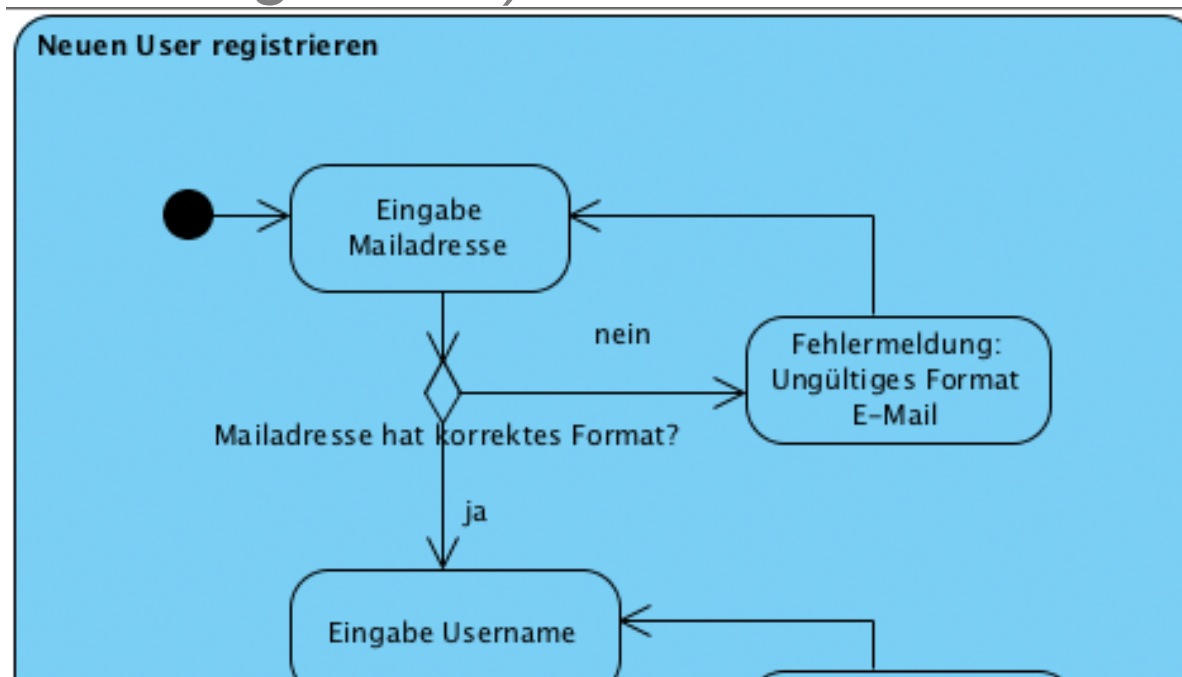 Neuen User registrieren
Eingabe
Mailadresse
nein
Fehlermeldung:
Ungültiges Format
E-Mail
Mailadresse hat korrektes Format?
ja
Eingabe Username